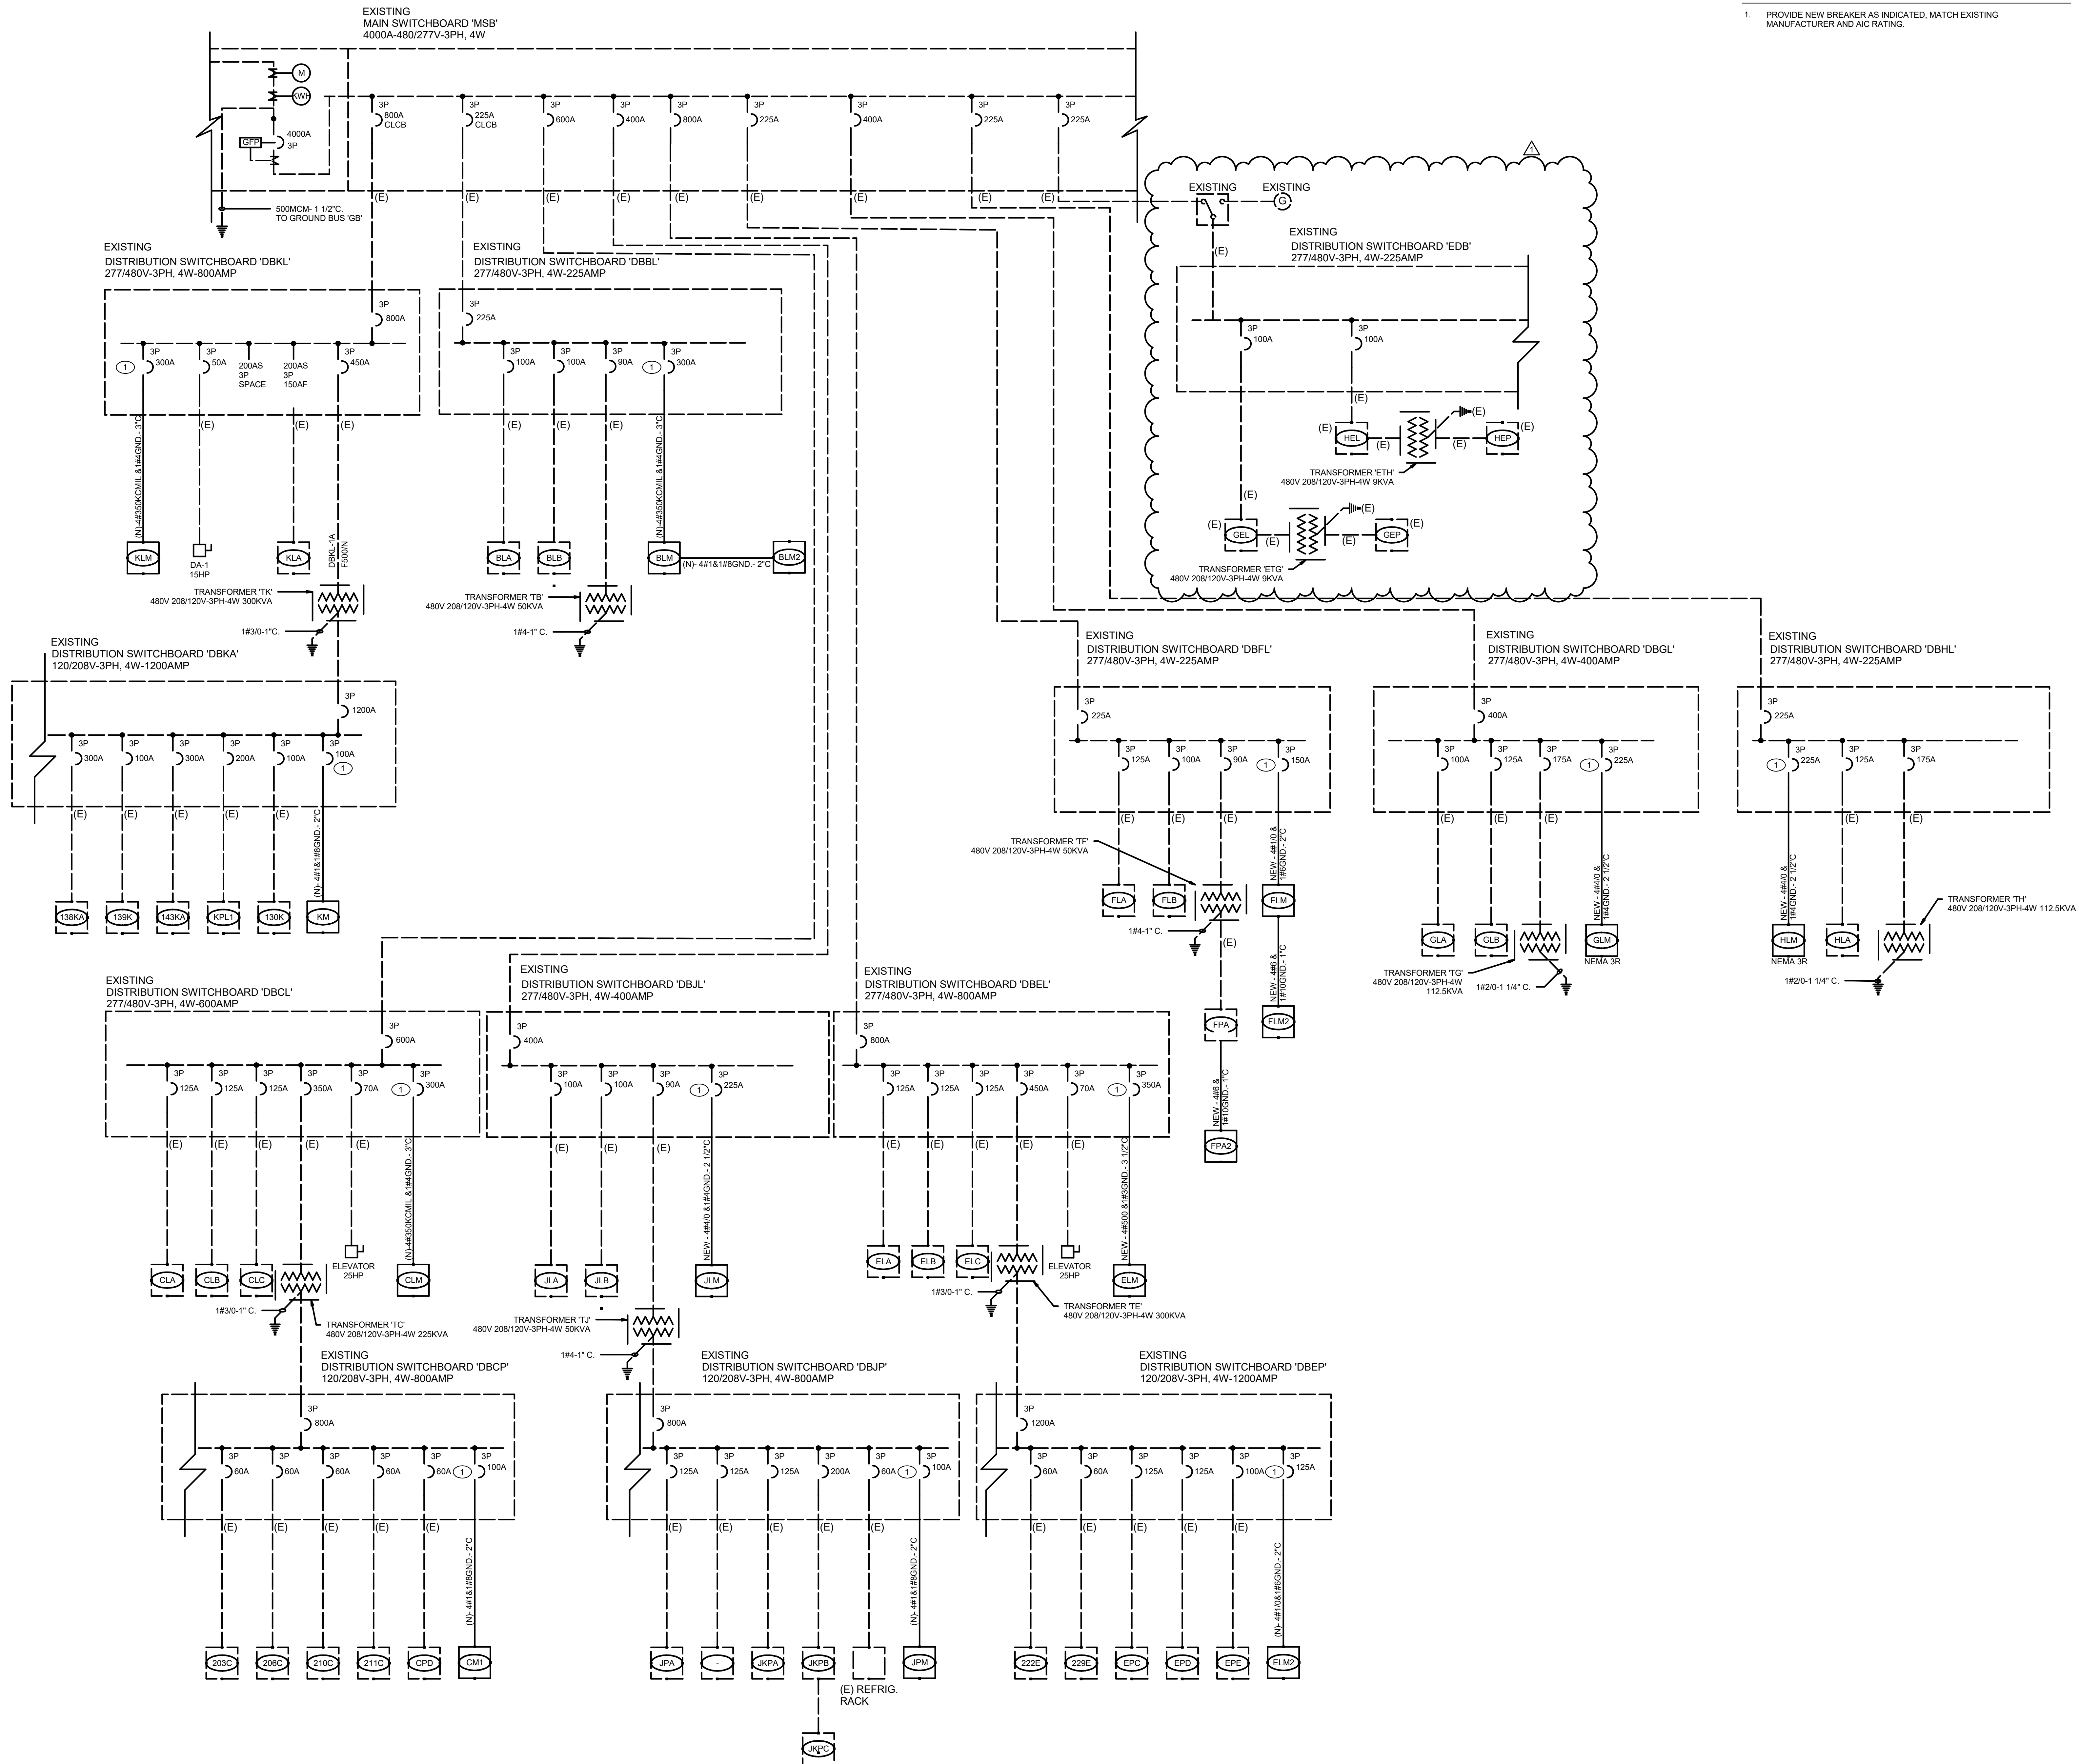 1. PROVIDE NEW BREAKER AS INDICATED, MATCH EXISTING
MANUFACTURER AND AIC RATING.
EXISTING
MAIN SWITCHBOARD 'MSB'
4000A-480/277V-3PH, 4W
M
KWH
4000A
3P
GFP
500MCM- 1 1/2"C.
TO GROUND BUS 'GB'
3P
800A
CLCB
(E)
3P
225A
CLCB
(E)
3P
600A
(E)
3P
400A
(E)
3P
800A
(E)
3P
225A
(E)
3P
400A
(E)
3P
225A
(E)
3P
225A
(E)
1
EXISTING
EXISTING
G
(E)
EXISTING
DISTRIBUTION SWITCHBOARD 'EDB'
277/480V-3PH, 4W-225AMP
3P
100A
3P
100A
(E)
(E)
HEL
(E)
(E)
(E)
HEP
(E)
TRANSFORMER 'ETH'
480V 208/120V-3PH-4W 9KVA
(E)
(E)
GEL
(E)
(E)
(E)
GEP
(E)
TRANSFORMER 'ETG'
480V 208/120V-3PH-4W 9KVA
EXISTING
DISTRIBUTION SWITCHBOARD 'DBKL'
277/480V-3PH, 4W-800AMP
3P
800A
1
3P
300A
3P
50A
200AS
3P
SPACE
200AS
3P
150AF
3P
450A
(E)
(E)
(E)
(N)-4#350KCMIL &1#4GND.- 3"C
KLM
DA-1
15HP
KLA
DBKL-1A
F500/N
TRANSFORMER 'TK'
480V 208/120V-3PH-4W 300KVA
1#3/0-1"C.
EXISTING
DISTRIBUTION SWITCHBOARD 'DBBL'
277/480V-3PH, 4W-225AMP
3P
225A
3P
100A
3P
100A
3P
90A
1
3P
300A
(E)
(E)
(E)
(N)-4#350KCMIL &1#4GND.- 3"C
BLA
BLB
BLM
(N)- 4#1&1#8GND.- 2"C
BLM2
TRANSFORMER 'TB'
480V 208/120V-3PH-4W 50KVA
1#4-1" C.
EXISTING
DISTRIBUTION SWITCHBOARD 'DBKA'
120/208V-3PH, 4W-1200AMP
3P
1200A
3P
300A
3P
100A
3P
300A
3P
200A
3P
100A
3P
100A
1
(E)
(E)
(E)
(E)
(E)
(N)- 4#1&1#8GND.- 2"C
138KA
139K
143KA
KPL1
130K
KM
EXISTING
DISTRIBUTION SWITCHBOARD 'DBFL'
277/480V-3PH, 4W-225AMP
3P
225A
3P
125A
3P
100A
3P
90A
1
3P
150A
(E)
(E)
(E)
NEW - 4#1/0 &
1#6GND.- 2"C
TRANSFORMER 'TF'
480V 208/120V-3PH-4W 50KVA
FLA
FLB
FLM
1#4-1" C.
(E)
NEW - 4#6 &
1#10GND.- 1"C
FPA
FLM2
NEW - 4#6 &
1#10GND.- 1"C
FPA2
EXISTING
DISTRIBUTION SWITCHBOARD 'DBGL'
277/480V-3PH, 4W-400AMP
3P
400A
3P
100A
3P
125A
3P
175A
1
3P
225A
(E)
(E)
(E)
NEW - 4#4/0 &
1#4GND.- 2 1/2"C
GLA
GLB
GLM
NEMA 3R
TRANSFORMER 'TG'
480V 208/120V-3PH-4W
112.5KVA
1#2/0-1 1/4" C.
EXISTING
DISTRIBUTION SWITCHBOARD 'DBHL'
277/480V-3PH, 4W-225AMP
3P
225A
1
3P
225A
3P
125A
3P
175A
(E)
(E)
NEW - 4#4/0 &
1#4GND.- 2 1/2"C
HLM
NEMA 3R
HLA
TRANSFORMER 'TH'
480V 208/120V-3PH-4W 112.5KVA
1#2/0-1 1/4" C.
EXISTING
DISTRIBUTION SWITCHBOARD 'DBCL'
277/480V-3PH, 4W-600AMP
3P
600A
3P
125A
3P
125A
3P
125A
3P
350A
3P
70A
1
3P
300A
(E)
(E)
(E)
(E)
(E)
(N)-4#350KCMIL &1#4GND.- 3"C
CLA
CLB
CLC
ELEVATOR
25HP
CLM
1#3/0-1" C.
TRANSFORMER 'TC'
480V 208/120V-3PH-4W 225KVA
EXISTING
DISTRIBUTION SWITCHBOARD 'DBJL'
277/480V-3PH, 4W-400AMP
3P
400A
3P
100A
3P
100A
3P
90A
1
3P
225A
(E)
(E)
(E)
NEW - 4#4/0 &1#4GND.- 2 1/2"C
JLA
JLB
JLM
TRANSFORMER 'TJ'
480V 208/120V-3PH-4W 50KVA
1#4-1" C.
EXISTING
DISTRIBUTION SWITCHBOARD 'DBEL'
277/480V-3PH, 4W-800AMP
3P
800A
3P
125A
3P
125A
3P
125A
3P
450A
3P
70A
1
3P
350A
(E)
(E)
(E)
(E)
(E)
NEW - 4#500 &1#3GND.- 3 1/2"C
ELA
ELB
ELC
ELEVATOR
25HP
ELM
1#3/0-1" C.
TRANSFORMER 'TE'
480V 208/120V-3PH-4W 300KVA
EXISTING
DISTRIBUTION SWITCHBOARD 'DBCP'
120/208V-3PH, 4W-800AMP
3P
800A
3P
60A
3P
60A
3P
60A
3P
60A
3P
60A
1
3P
100A
(E)
(E)
(E)
(E)
(E)
(N)- 4#1&1#8GND.- 2"C
203C
206C
210C
211C
CPD
CM1
EXISTING
DISTRIBUTION SWITCHBOARD 'DBJP'
120/208V-3PH, 4W-800AMP
3P
800A
3P
125A
3P
125A
3P
125A
3P
200A
3P
60A
1
3P
100A
(E)
(E)
(E)
(E)
(E)
(N)- 4#1&1#8GND.- 2"C
JPA
-
JKPA
JKPB
JPM
(E) REFRIG.
RACK
JKPC
EXISTING
DISTRIBUTION SWITCHBOARD 'DBEP'
120/208V-3PH, 4W-1200AMP
3P
1200A
3P
60A
3P
60A
3P
125A
3P
125A
3P
100A
1
3P
125A
(E)
(E)
(E)
(E)
(E)
(N)- 4#1/0&1#6GND.- 2"C
222E
229E
EPC
EPD
EPE
ELM2